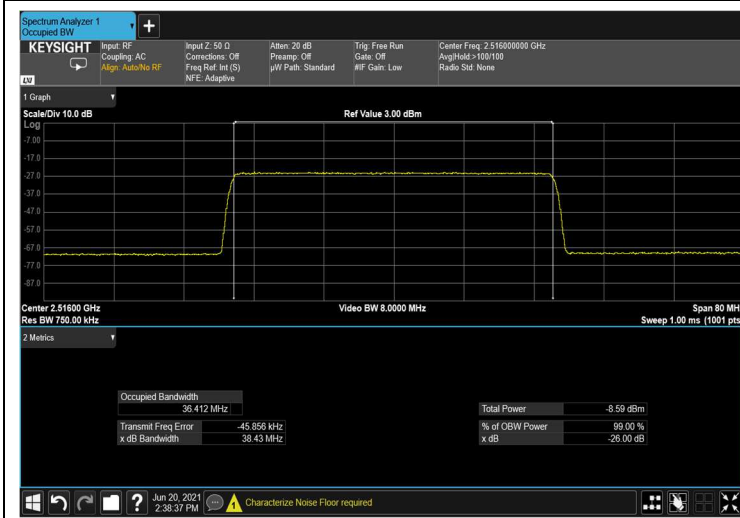 Spectrum Analyzer 1
Occupied BW
KEYSIGHT
Input: RF
Coupling: AC
Align: Auto/No RF
Input Z: 50 Ω
Corrections: Off
Freq Ref: Int (S)
NFE: Adaptive
Atten: 20 dB
Preamp: Off
µW Path: Standard
Trig: Free Run
Gate: Off
#IF Gain: Low
Center Freq: 2.516000000 GHz
Avg|Hold:>100/100
Radio Std: None
LXI
1 Graph
Scale/Div 10.0 dB
Ref Value 3.00 dBm
Log
-7.00
-17.0
-27.0
-37.0
-47.0
-57.0
-67.0
-77.0
-87.0
Center 2.51600 GHz
Video BW 8.0000 MHz
Span 80 MH
Res BW 750.00 kHz
Sweep 1.00 ms (1001 pts
2 Metrics
Occupied Bandwidth
36.412 MHz
Total Power -8.59 dBm
Transmit Freq Error -45.856 kHz
% of OBW Power 99.00 %
x dB Bandwidth 38.43 MHz
x dB -26.00 dB
Jun 20, 2021
2:38:37 PM
Characterize Noise Floor required